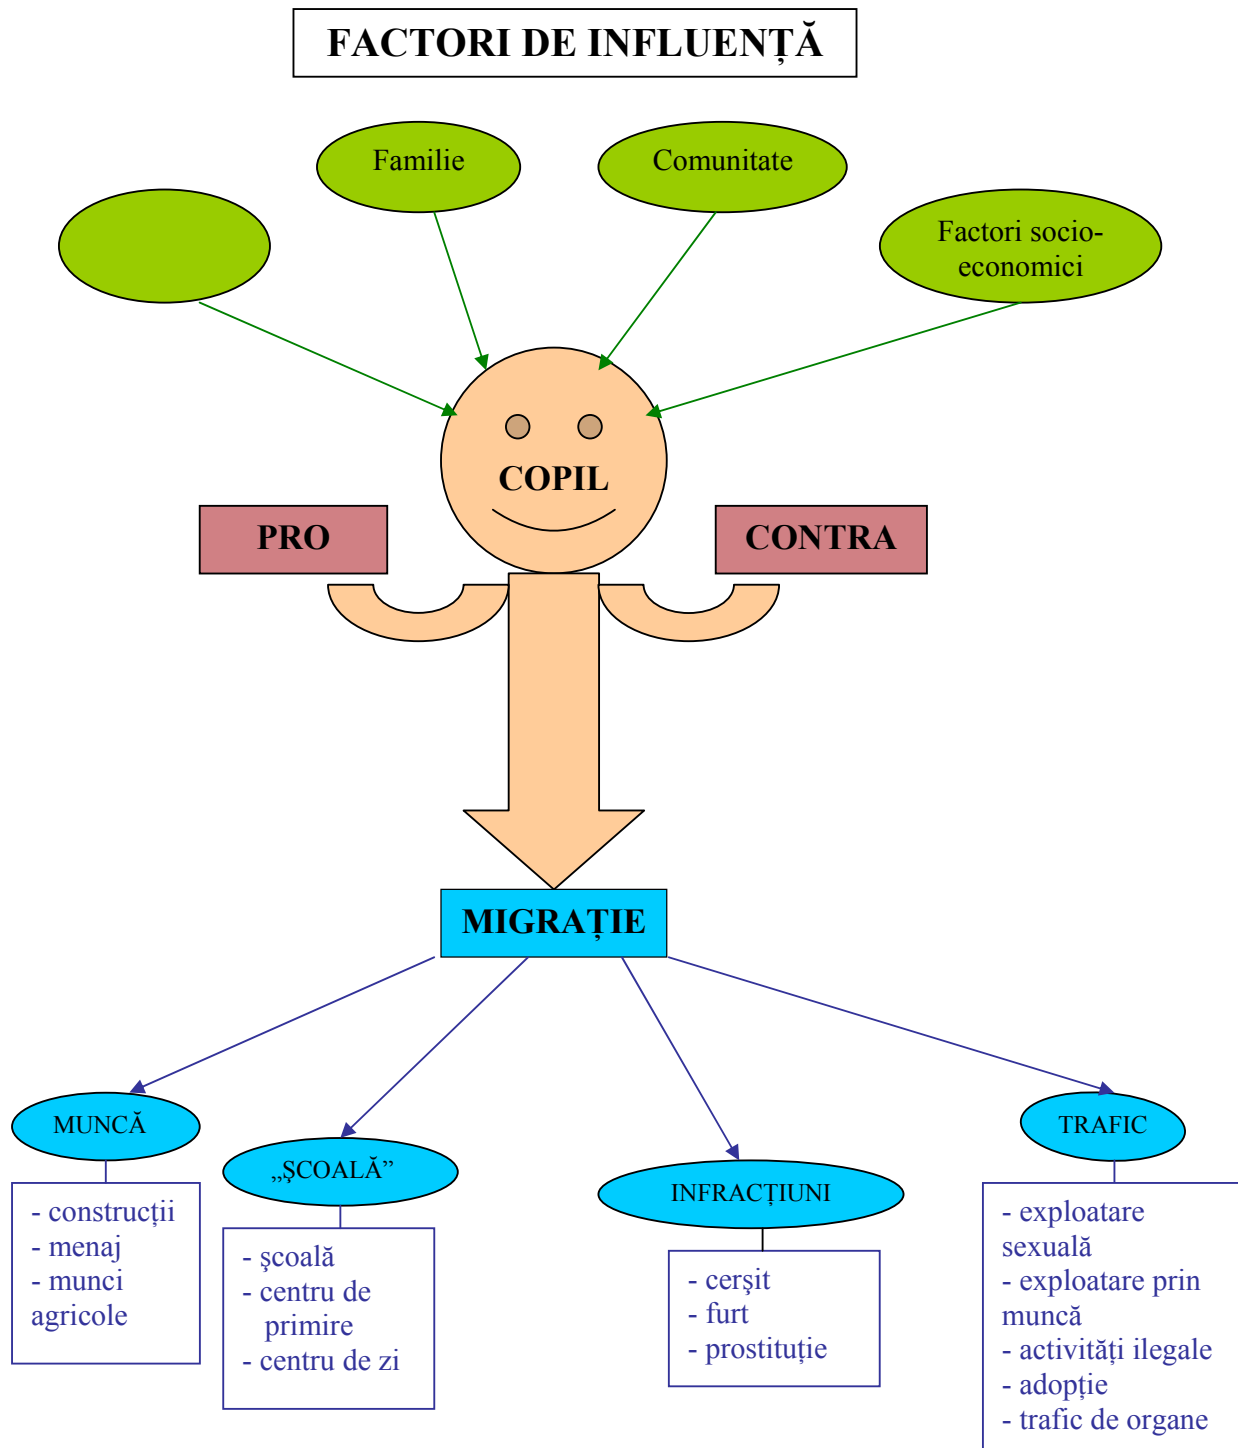 FACTORI DE INFLUENȚĂ
Familie
Comunitate
Factori socio-
economici
COPIL
PRO
CONTRA
MIGRAȚIE
MUNCĂ
- construcții
- menaj
- munci
agricole
„ŞCOALĂ”
- şcoală
- centru de
primire
- centru de zi
INFRACȚIUNI
- cerşit
- furt
- prostituție
TRAFIC
- exploatare
sexuală
- exploatare prin
muncă
- activități ilegale
- adopție
- trafic de organe